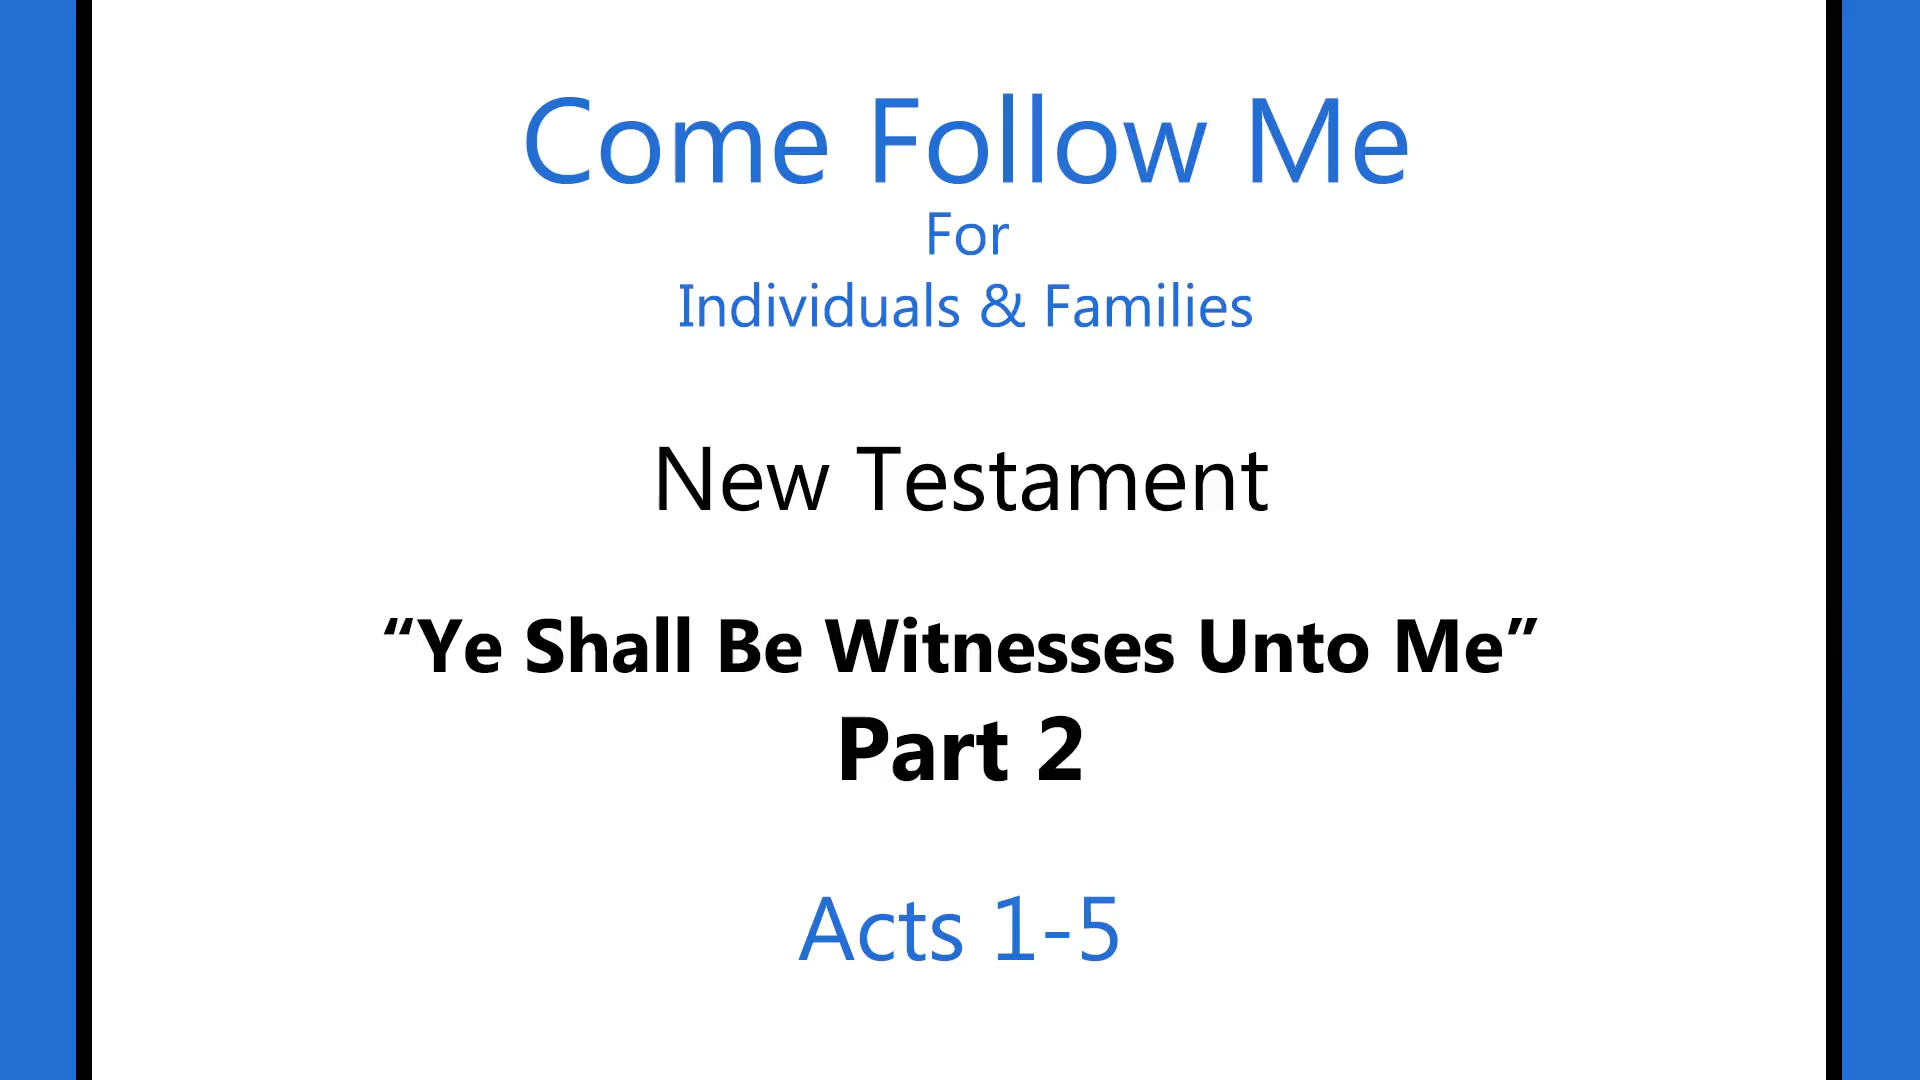 Come Follow Me
For
Individuals & Families
New Testament
“Ye Shall Be Witnesses Unto Me”
Part 2
Acts 1-5